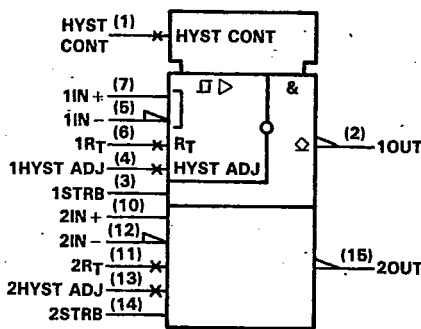 HYST (1)
CONT
HYST CONT
1IN+ (7)
&
1IN− (5)
1RT (6)
RT
(2) 1OUT
1HYST ADJ (4)
HYST ADJ
1STRB (3)
2IN+ (10)
2IN− (12)
2RT (11)
(15) 2OUT
2HYST ADJ (13)
2STRB (14)